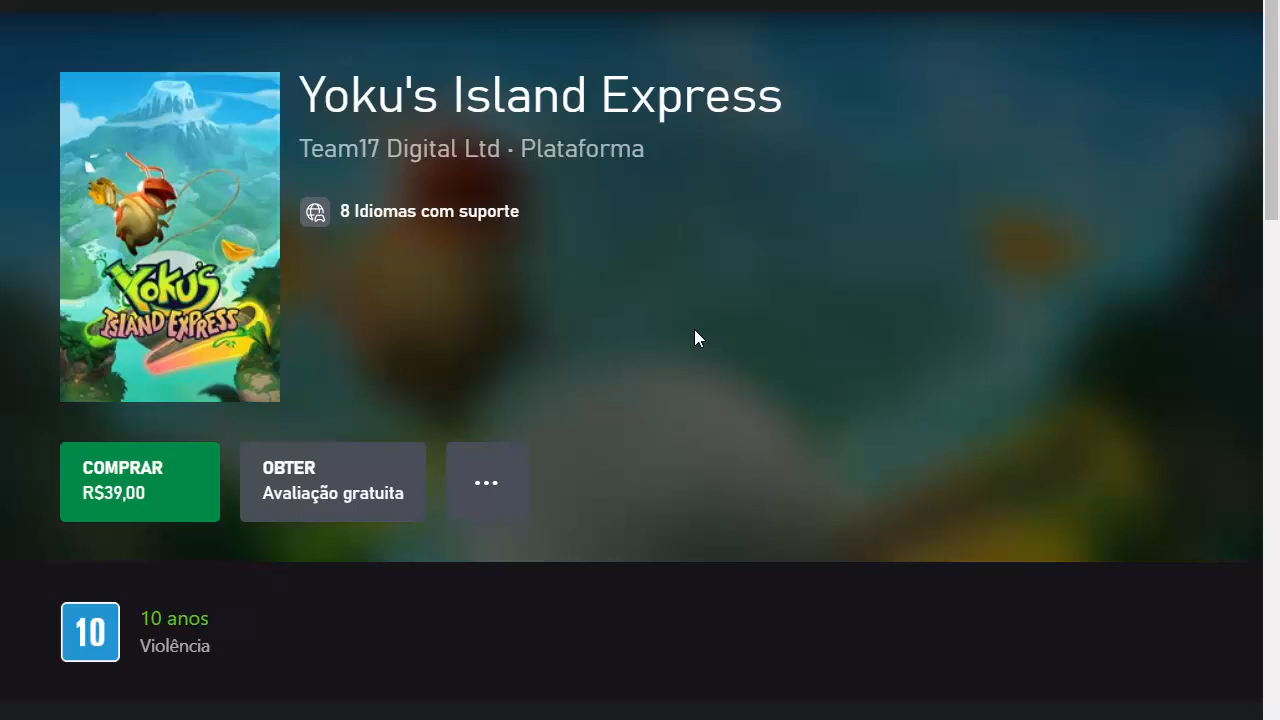 Yoku's Island Express
Team17 Digital Ltd · Plataforma
8 Idiomas com suporte
YOKU'S
ISLAND EXPRESS
COMPRAR
R$39,00
OBTER
Avaliação gratuita
10
10 anos
Violência